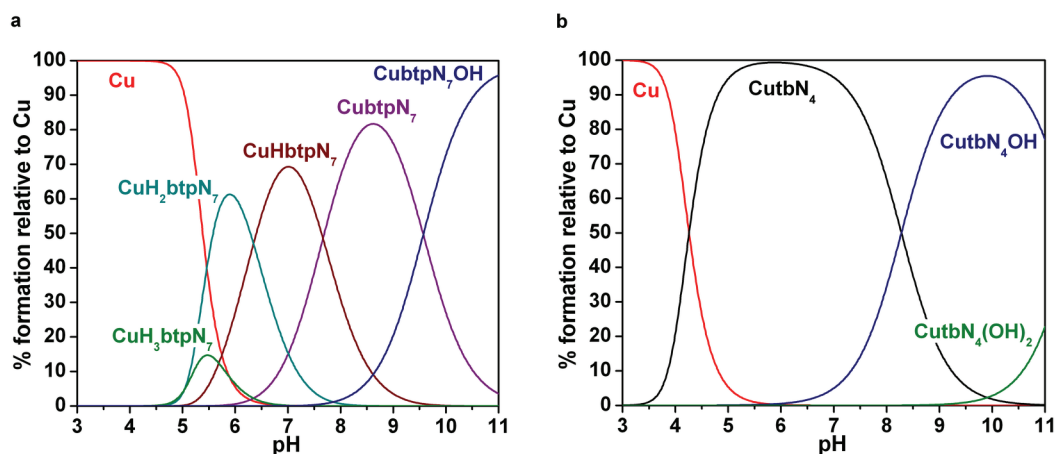 a
% formation relative to Cu
100
90
80
70
60
50
40
30
20
10
0
Cu
CuH₃btpN₇
CuH₂btpN₇
CuHbtpN₇
CubtpN₇
CubtpN₇OH
3 4 5 6 7 8 9 10 11
pH
b
% formation relative to Cu
100
90
80
70
60
50
40
30
20
10
0
Cu
CutbN₄
CutbN₄OH
CutbN₄(OH)₂
3 4 5 6 7 8 9 10 11
pH